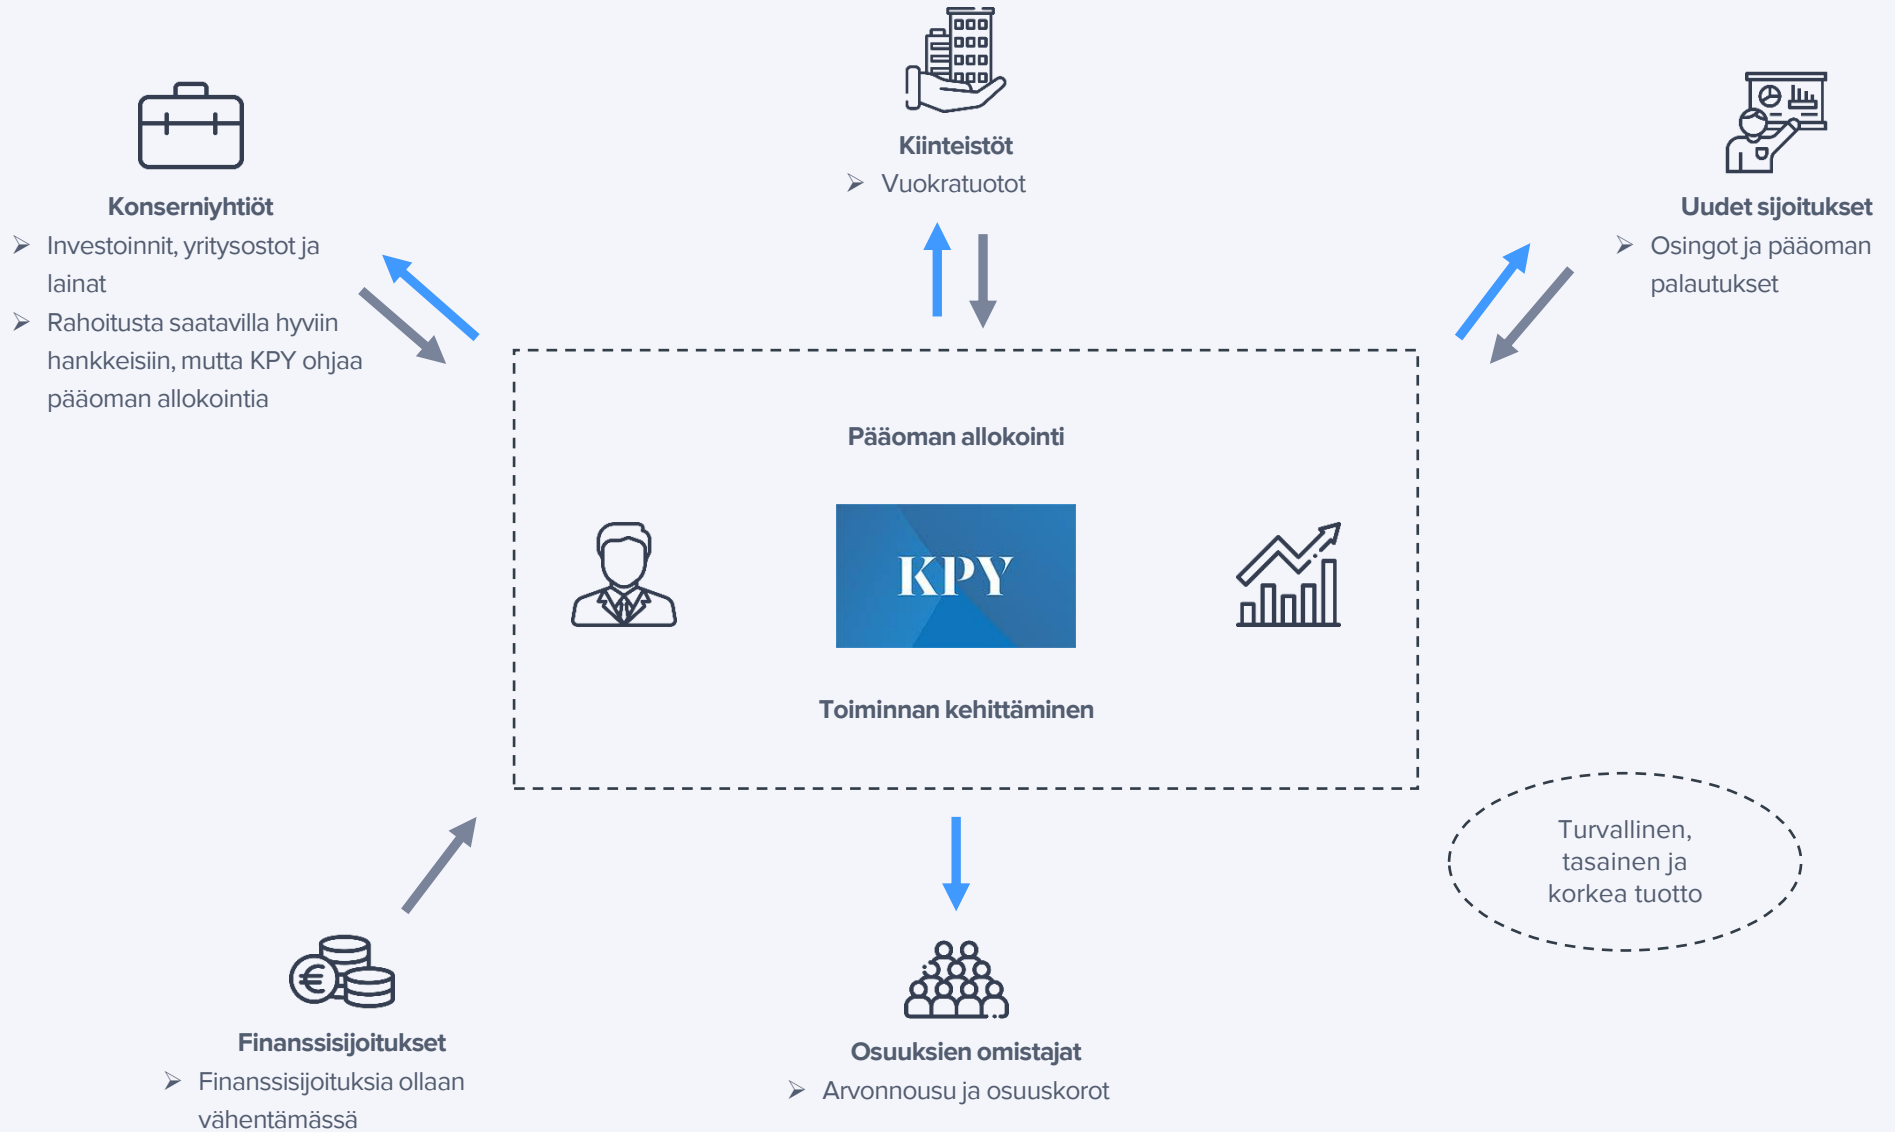 Kiinteistöt
➢ Vuokratuotot
Konserniyhtiöt
➢ Investoinnit, yritysostot ja
lainat
➢ Rahoitusta saatavilla hyviin
hankkeisiin, mutta KPY ohjaa
pääoman allokointia
Uudet sijoitukset
➢ Osingot ja pääoman
palautukset
Pääoman allokointi
KPY
Toiminnan kehittäminen
Turvallinen,
tasainen ja
korkea tuotto
Finanssisijoitukset
➢ Finanssisijoituksia ollaan
vähentämässä
Osuuksien omistajat
➢ Arvonnousu ja osuuskorot